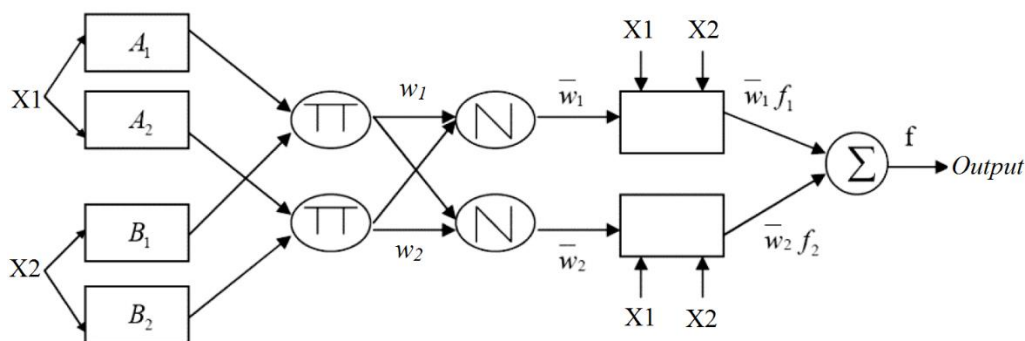 X1 X2
A₁
w₁ w̅₁ w̅₁ f₁
X1
Π N
A₂
f
Σ Output
B₁
Π N
w₂ w̅₂ w̅₂ f₂
X2
B₂
X1 X2